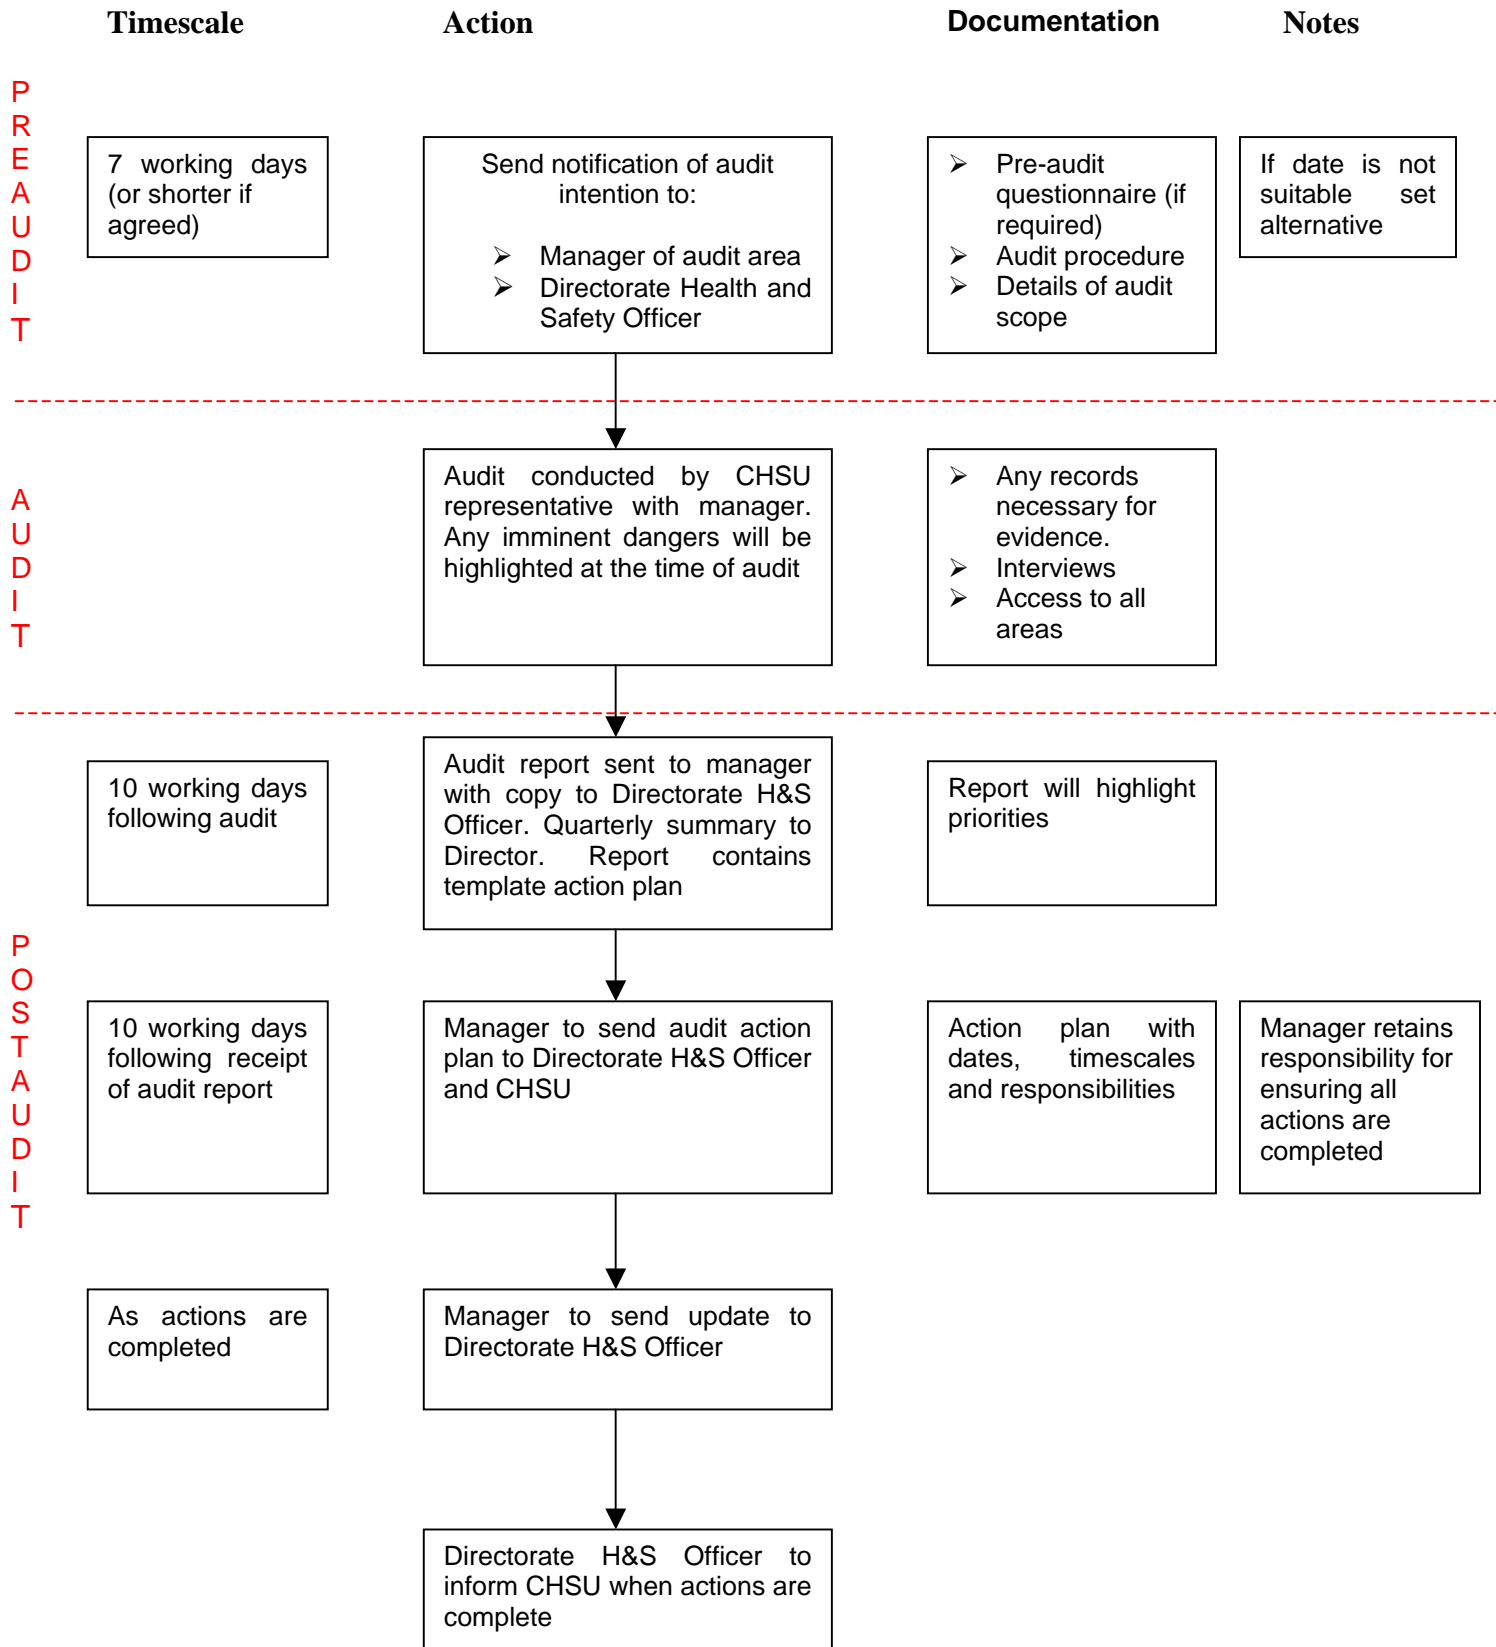 Timescale Action Documentation Notes
P
R
E
A
U
D
I
T
7 working days
(or shorter if
agreed)
Send notification of audit
intention to:
➢ Manager of audit area
➢ Directorate Health and
Safety Officer
➢ Pre-audit
questionnaire (if
required)
➢ Audit procedure
➢ Details of audit
scope
If date is not
suitable set
alternative
A
U
D
I
T
Audit conducted by CHSU
representative with manager.
Any imminent dangers will be
highlighted at the time of audit
➢ Any records
necessary for
evidence.
➢ Interviews
➢ Access to all
areas
P
O
S
T
A
U
D
I
T
10 working days
following audit
Audit report sent to manager
with copy to Directorate H&S
Officer. Quarterly summary to
Director. Report contains
template action plan
Report will highlight
priorities
10 working days
following receipt
of audit report
Manager to send audit action
plan to Directorate H&S Officer
and CHSU
Action plan with
dates, timescales
and responsibilities
Manager retains
responsibility for
ensuring all
actions are
completed
As actions are
completed
Manager to send update to
Directorate H&S Officer
Directorate H&S Officer to
inform CHSU when actions are
complete